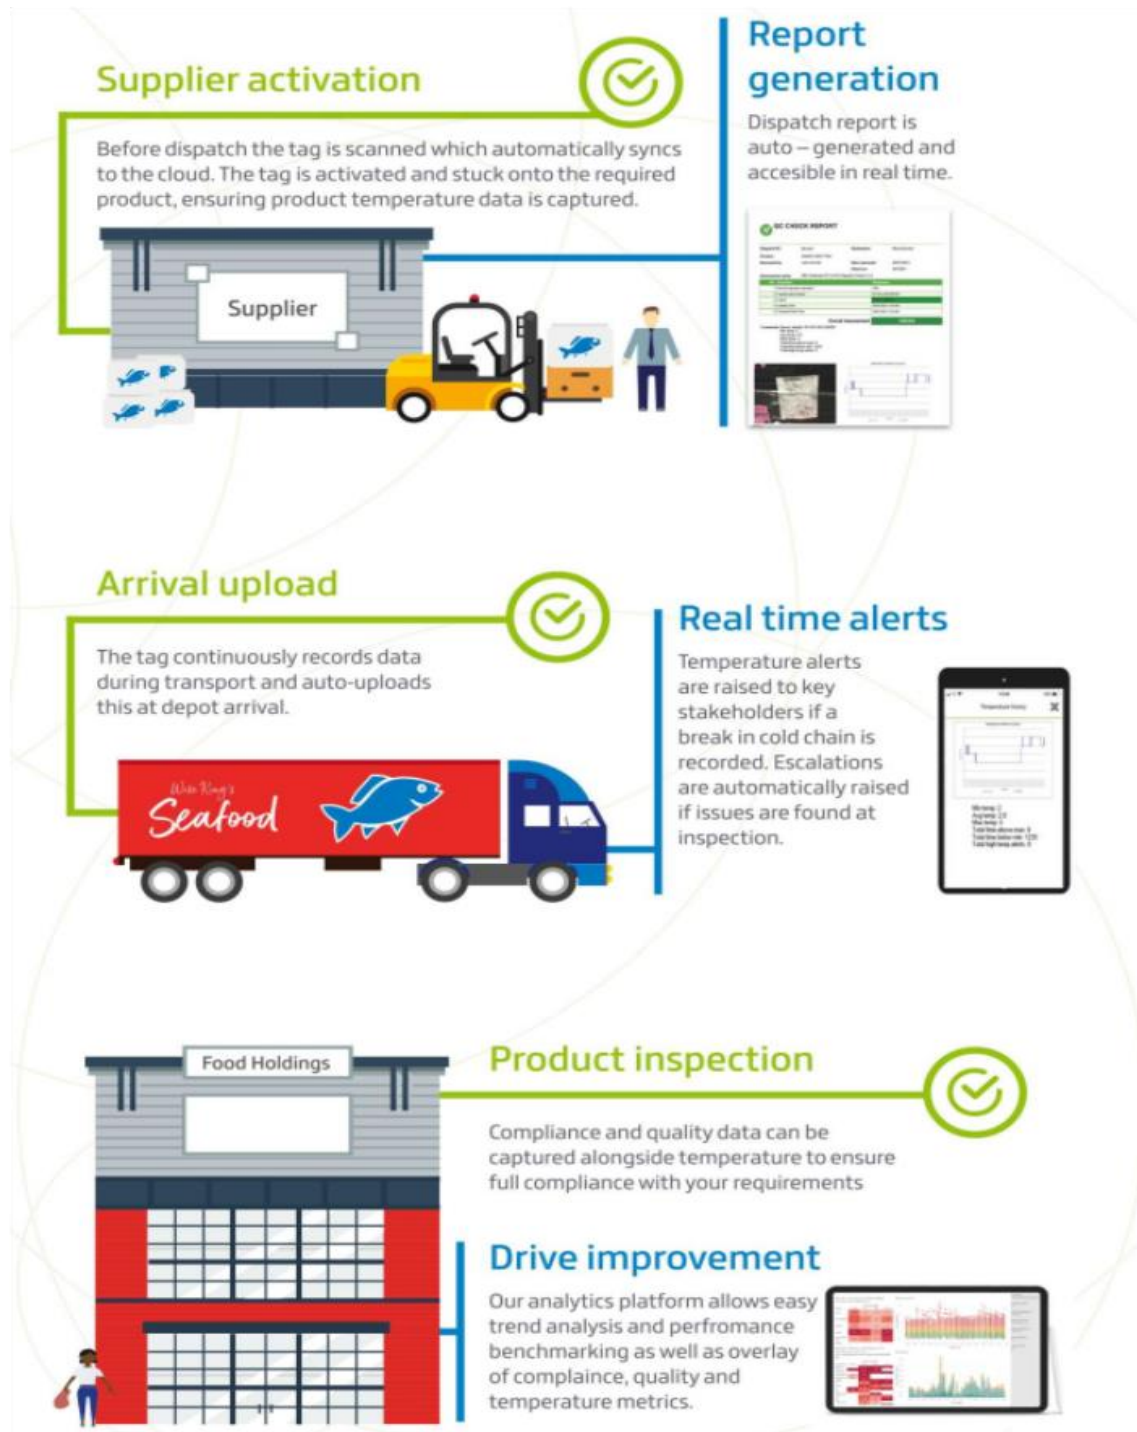 Supplier activation
Before dispatch the tag is scanned which automatically syncs
to the cloud. The tag is activated and stuck onto the required
product, ensuring product temperature data is captured.
Supplier
Report
generation
Dispatch report is
auto – generated and
accesible in real time.
QC CHECK REPORT
Arrival upload
The tag continuously records data
during transport and auto-uploads
this at depot arrival.
Wise King's
Seafood
Real time alerts
Temperature alerts
are raised to key
stakeholders if a
break in cold chain is
recorded. Escalations
are automatically raised
if issues are found at
inspection.
Food Holdings
Product inspection
Compliance and quality data can be
captured alongside temperature to ensure
full compliance with your requirements
Drive improvement
Our analytics platform allows easy
trend analysis and perfromance
benchmarking as well as overlay
of complaince, quality and
temperature metrics.